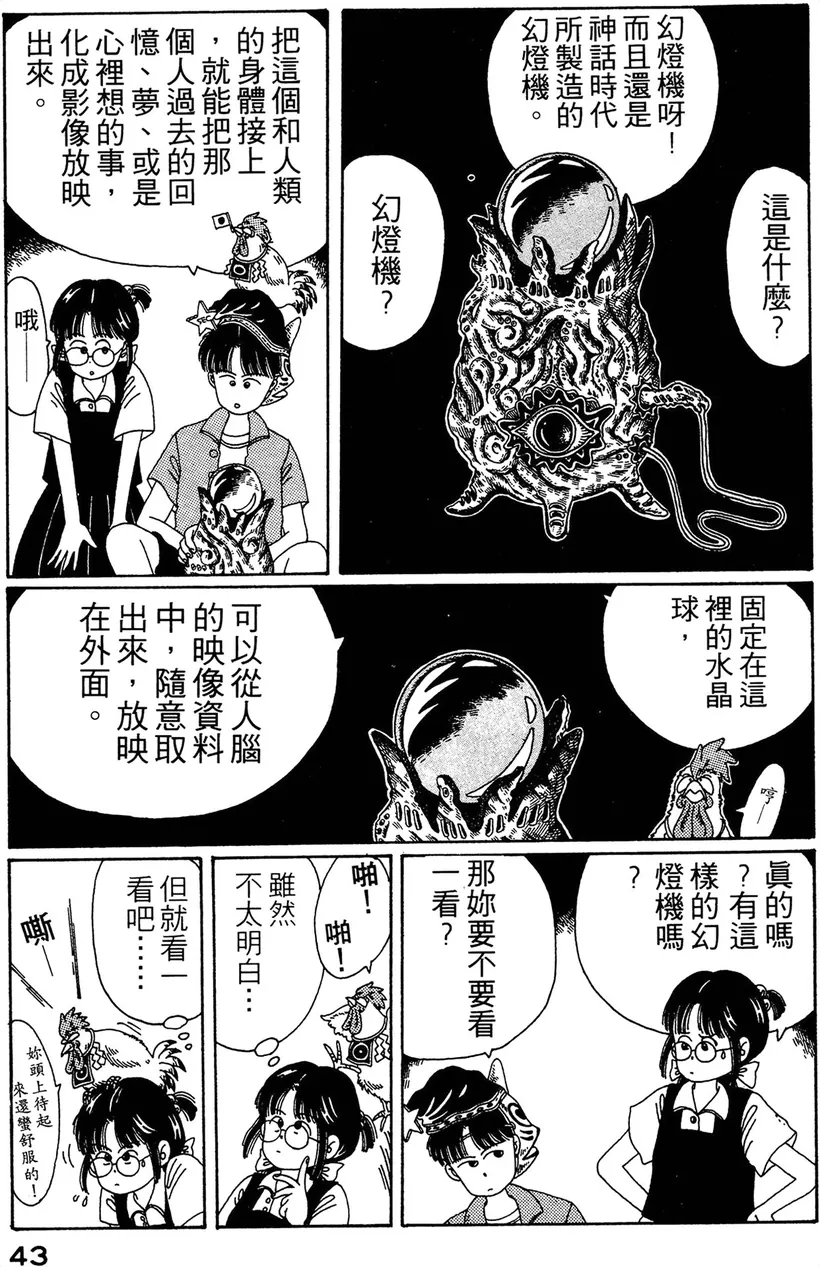 這是什麼?
幻燈機呀!
而且還是
神話時代
所製造的
幻燈機。
幻燈機?
把這個和人類
的身體接上
,就能把那
個人過去的回
憶、夢、或是
心裡想的事,
化成影像放映
出來。
哦——
固定在這
裡的水晶
球,
哼——
可以從人腦
的映像資料
中,隨意取
出來,放映
在外面。
真的嗎
?有這
樣的幻
燈機嗎
?
那妳要不要看
一看?
啪!
啪!
雖然
不太明白…
但就看一
看吧……
撕——
妳頭上待起
來還蠻舒服的!
43